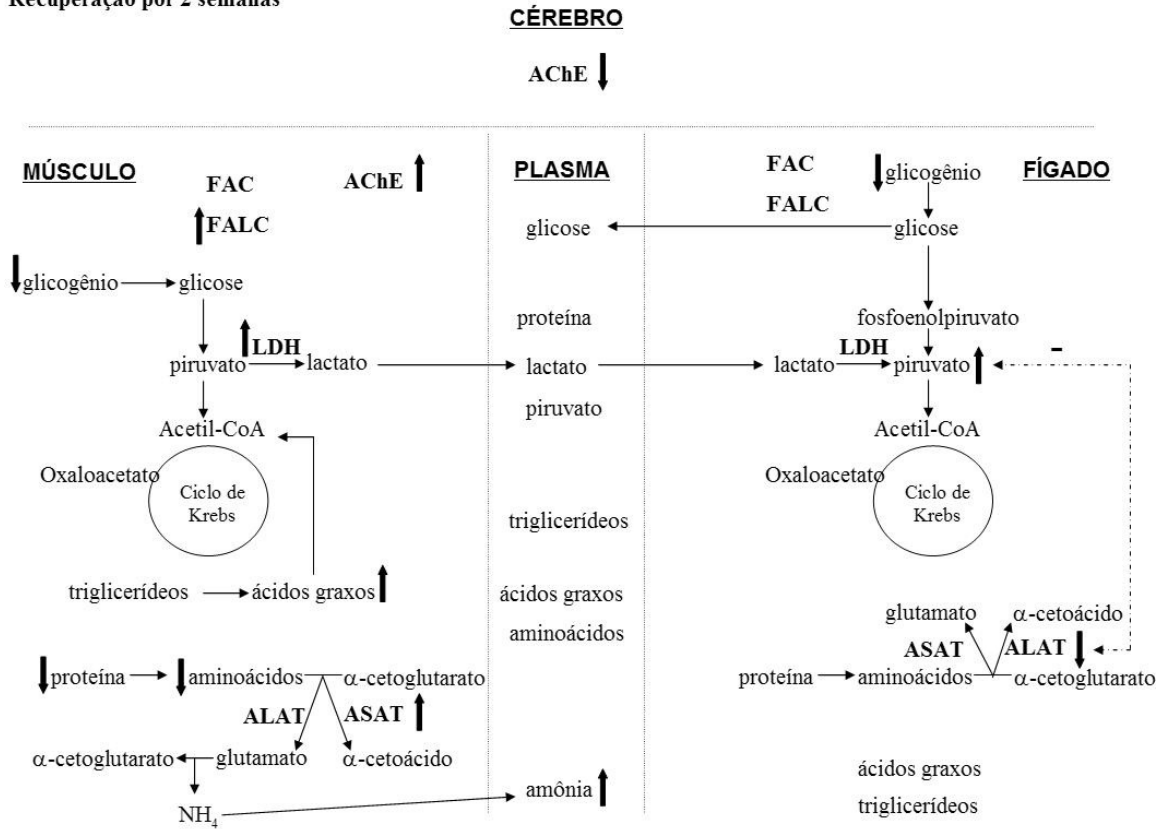 Recuperação por 2 semanas
CÉREBRO
AChE
MÚSCULO
FAC
AChE
FALC
glicogênio
glicose
piruvato
LDH
lactato
Acetil-CoA
Oxaloacetato
Ciclo de
Krebs
triglicerídeos
ácidos graxos
proteína
aminoácidos
α-cetoglutarato
ALAT
ASAT
α-cetoglutarato
glutamato
α-cetoácido
NH4
PLASMA
glicose
proteína
lactato
piruvato
triglicerídeos
ácidos graxos
aminoácidos
amônia
FÍGADO
FAC
glicogênio
FALC
glicose
fosfoenolpiruvato
lactato
LDH
piruvato
-
Acetil-CoA
Oxaloacetato
Ciclo de
Krebs
glutamato
α-cetoácido
ASAT
ALAT
proteína
aminoácidos
α-cetoglutarato
ácidos graxos
triglicerídeos